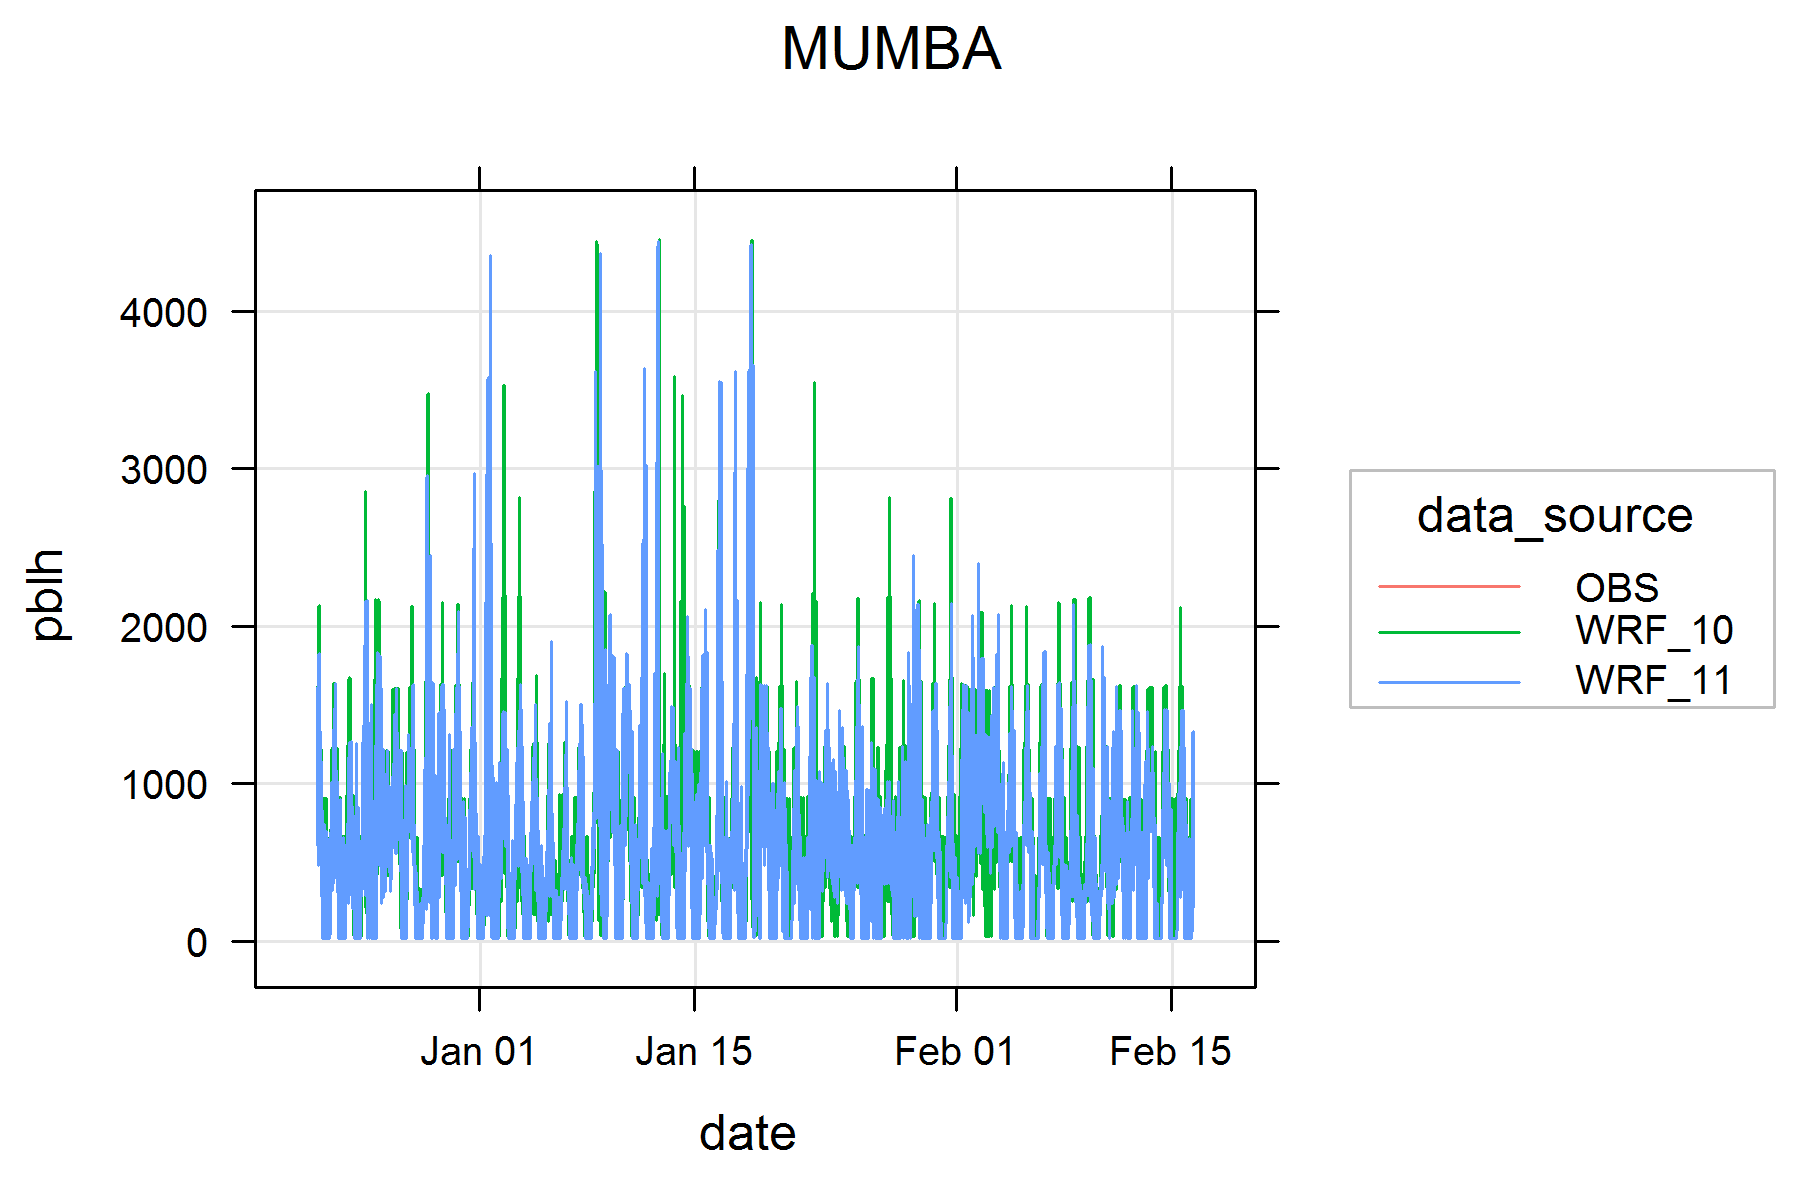 MUMBA
4000
3000
2000
1000
0
pblh
Jan 01
Jan 15
Feb 01
Feb 15
date
data_source
OBS
WRF_10
WRF_11